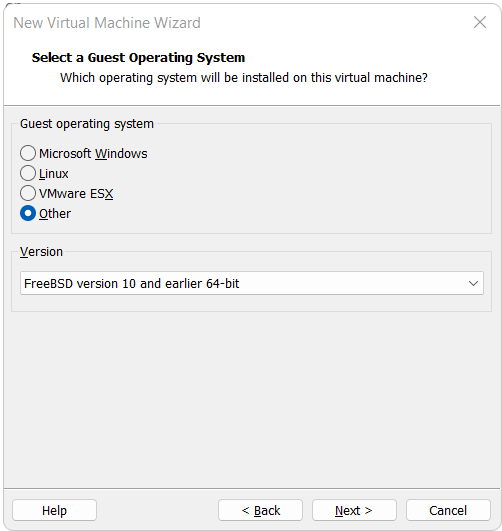 New Virtual Machine Wizard
Select a Guest Operating System
Which operating system will be installed on this virtual machine?
Guest operating system
Microsoft Windows
Linux
VMware ESX
Other
Version
FreeBSD version 10 and earlier 64-bit
Help
< Back
Next >
Cancel